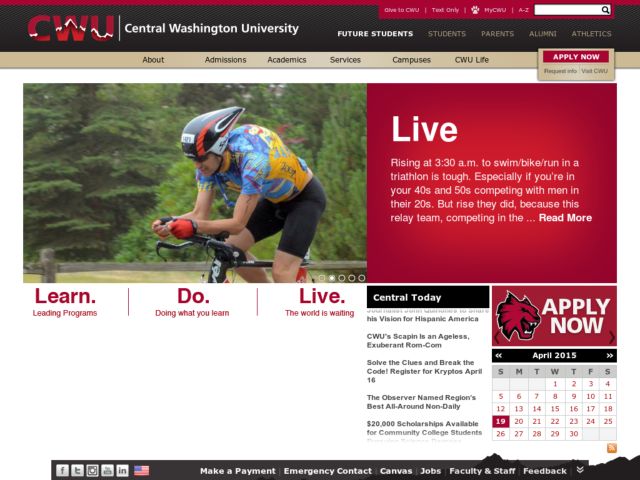 Give to CWU | Text Only | MyCWU | A-Z
CWU Central Washington University
FUTURE STUDENTS STUDENTS PARENTS ALUMNI ATHLETICS
About Admissions Academics Services Campuses CWU Life
APPLY NOW
Request info | Visit CWU
Live
Rising at 3:30 a.m. to swim/bike/run in a
triathlon is tough. Especially if you're in
your 40s and 50s competing with men in
their 20s. But rise they did, because this
relay team, competing in the ... Read More
Learn.
Leading Programs
Do.
Doing what you learn
Live.
The world is waiting
Central Today
his Vision for Hispanic America
CWU's Scapin Is an Ageless,
Exuberant Rom-Com
Solve the Clues and Break the
Code! Register for Kryptos April
16
The Observer Named Region's
Best All-Around Non-Daily
$20,000 Scholarships Available
for Community College Students
APPLY
NOW
« April 2015 »
S M T W T F S
1 2 3 4
5 6 7 8 9 10 11
12 13 14 15 16 17 18
19 20 21 22 23 24 25
26 27 28 29 30
Make a Payment | Emergency Contact | Canvas | Jobs | Faculty & Staff | Feedback